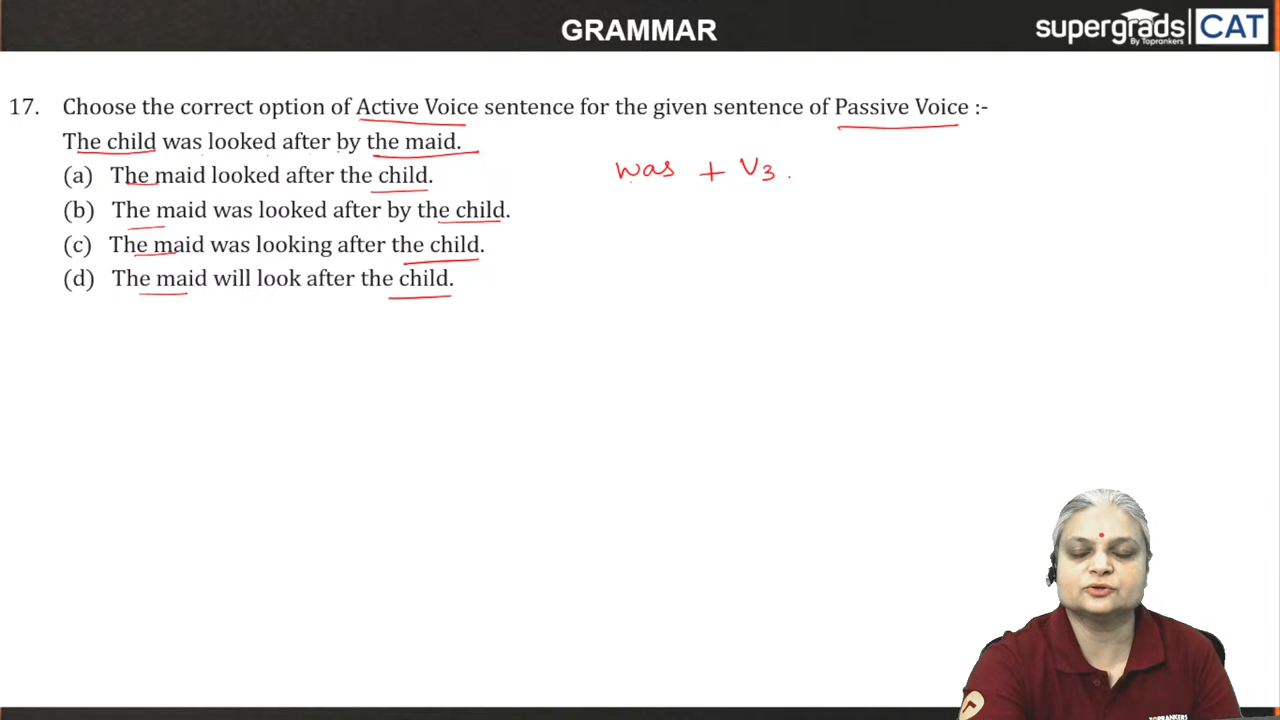 GRAMMAR
supergrads CAT
By Toprankers
17. Choose the correct option of Active Voice sentence for the given sentence of Passive Voice :-
The child was looked after by the maid.
was + V3.
(a) The maid looked after the child.
(b) The maid was looked after by the child.
(c) The maid was looking after the child.
(d) The maid will look after the child.
TOPRANKERS